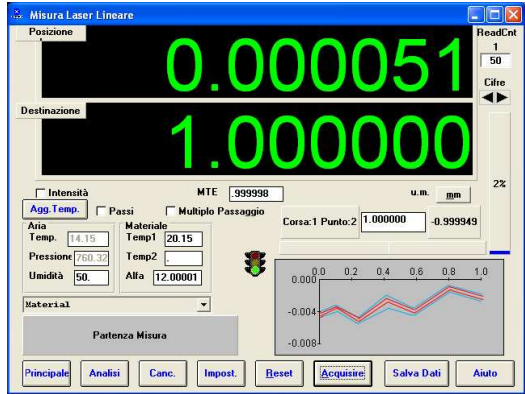 Misura Laser Lineare
Posizione
0.000051
ReadCnt
1
50
Cifre
Destinazione
1.000000
2%
Intensità
MTE .999998
u.m. mm
Agg.Temp.
Passi
Multiplo Passaggio
Corsa:1 Punto:2 1.000000 -0.999949
Aria
Temp. 14.15
Pressione 760.32
Umidità 50.
Materiale
Temp1 20.15
Temp2 .
Alfa 12.00001
Material
Partenza Misura
0.0 0.2 0.4 0.6 0.8 1.0
0.000
-0.004
-0.008
Principale Analisi Canc. Impost. Reset Acquisire Salva Dati Aiuto